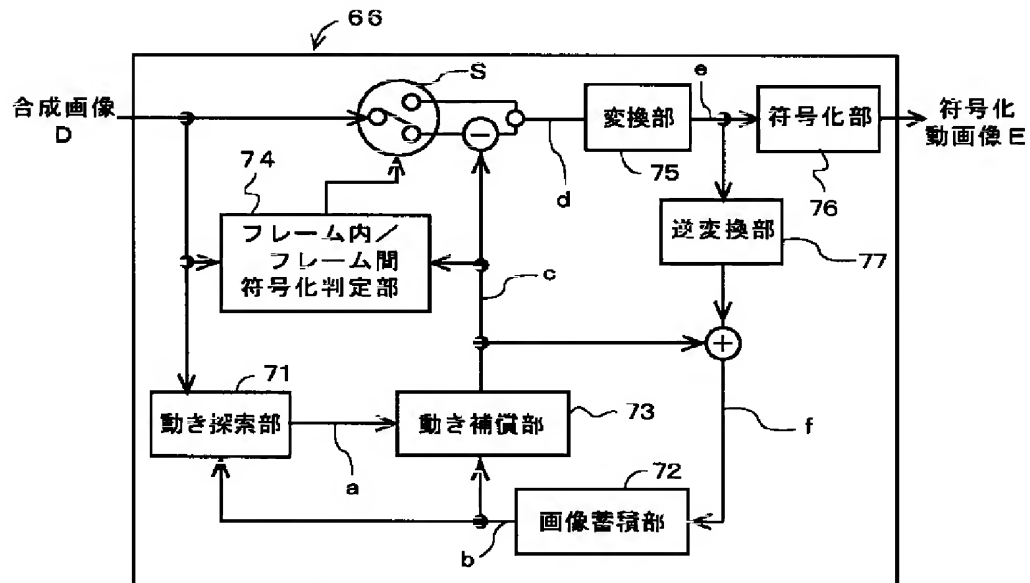 66
S
e
合成画像
D
変換部
符号化部
符号化
動画像E
75
d
76
74
フレーム内/
フレーム間
符号化判定部
逆変換部
77
c
71
動き探索部
動き補償部
73
a
f
72
画像蓄積部
b